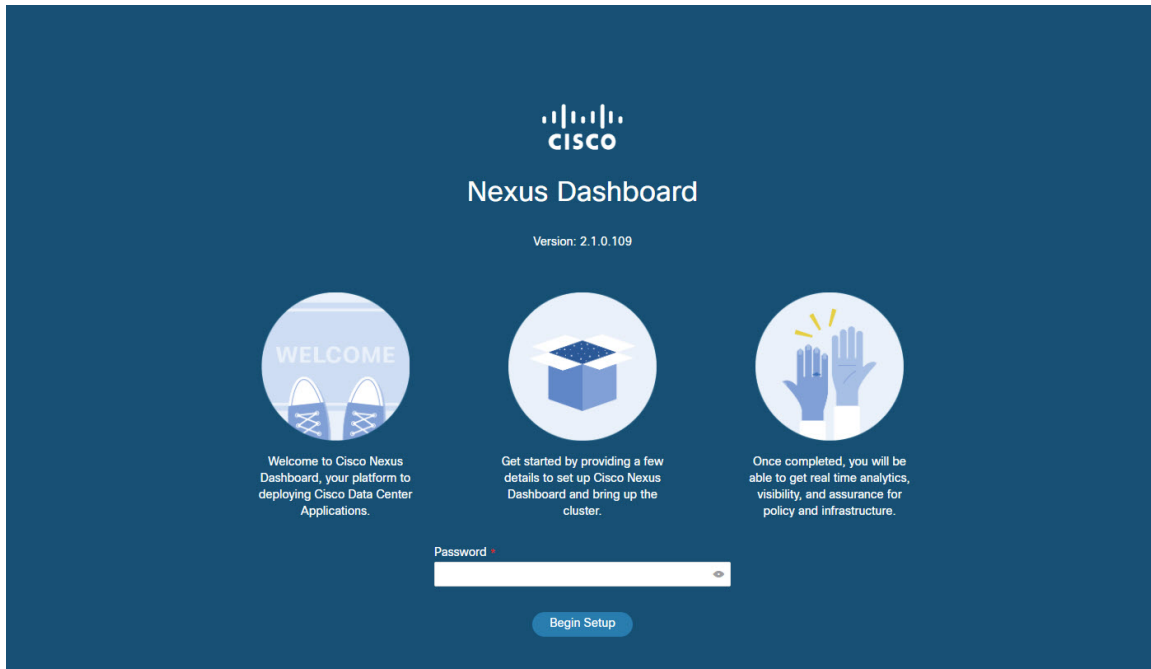 CISCO
Nexus Dashboard
Version: 2.1.0.109
WELCOME
Welcome to Cisco Nexus
Dashboard, your platform to
deploying Cisco Data Center
Applications.
Get started by providing a few
details to set up Cisco Nexus
Dashboard and bring up the
cluster.
Once completed, you will be
able to get real time analytics,
visibility, and assurance for
policy and infrastructure.
Password *
Begin Setup